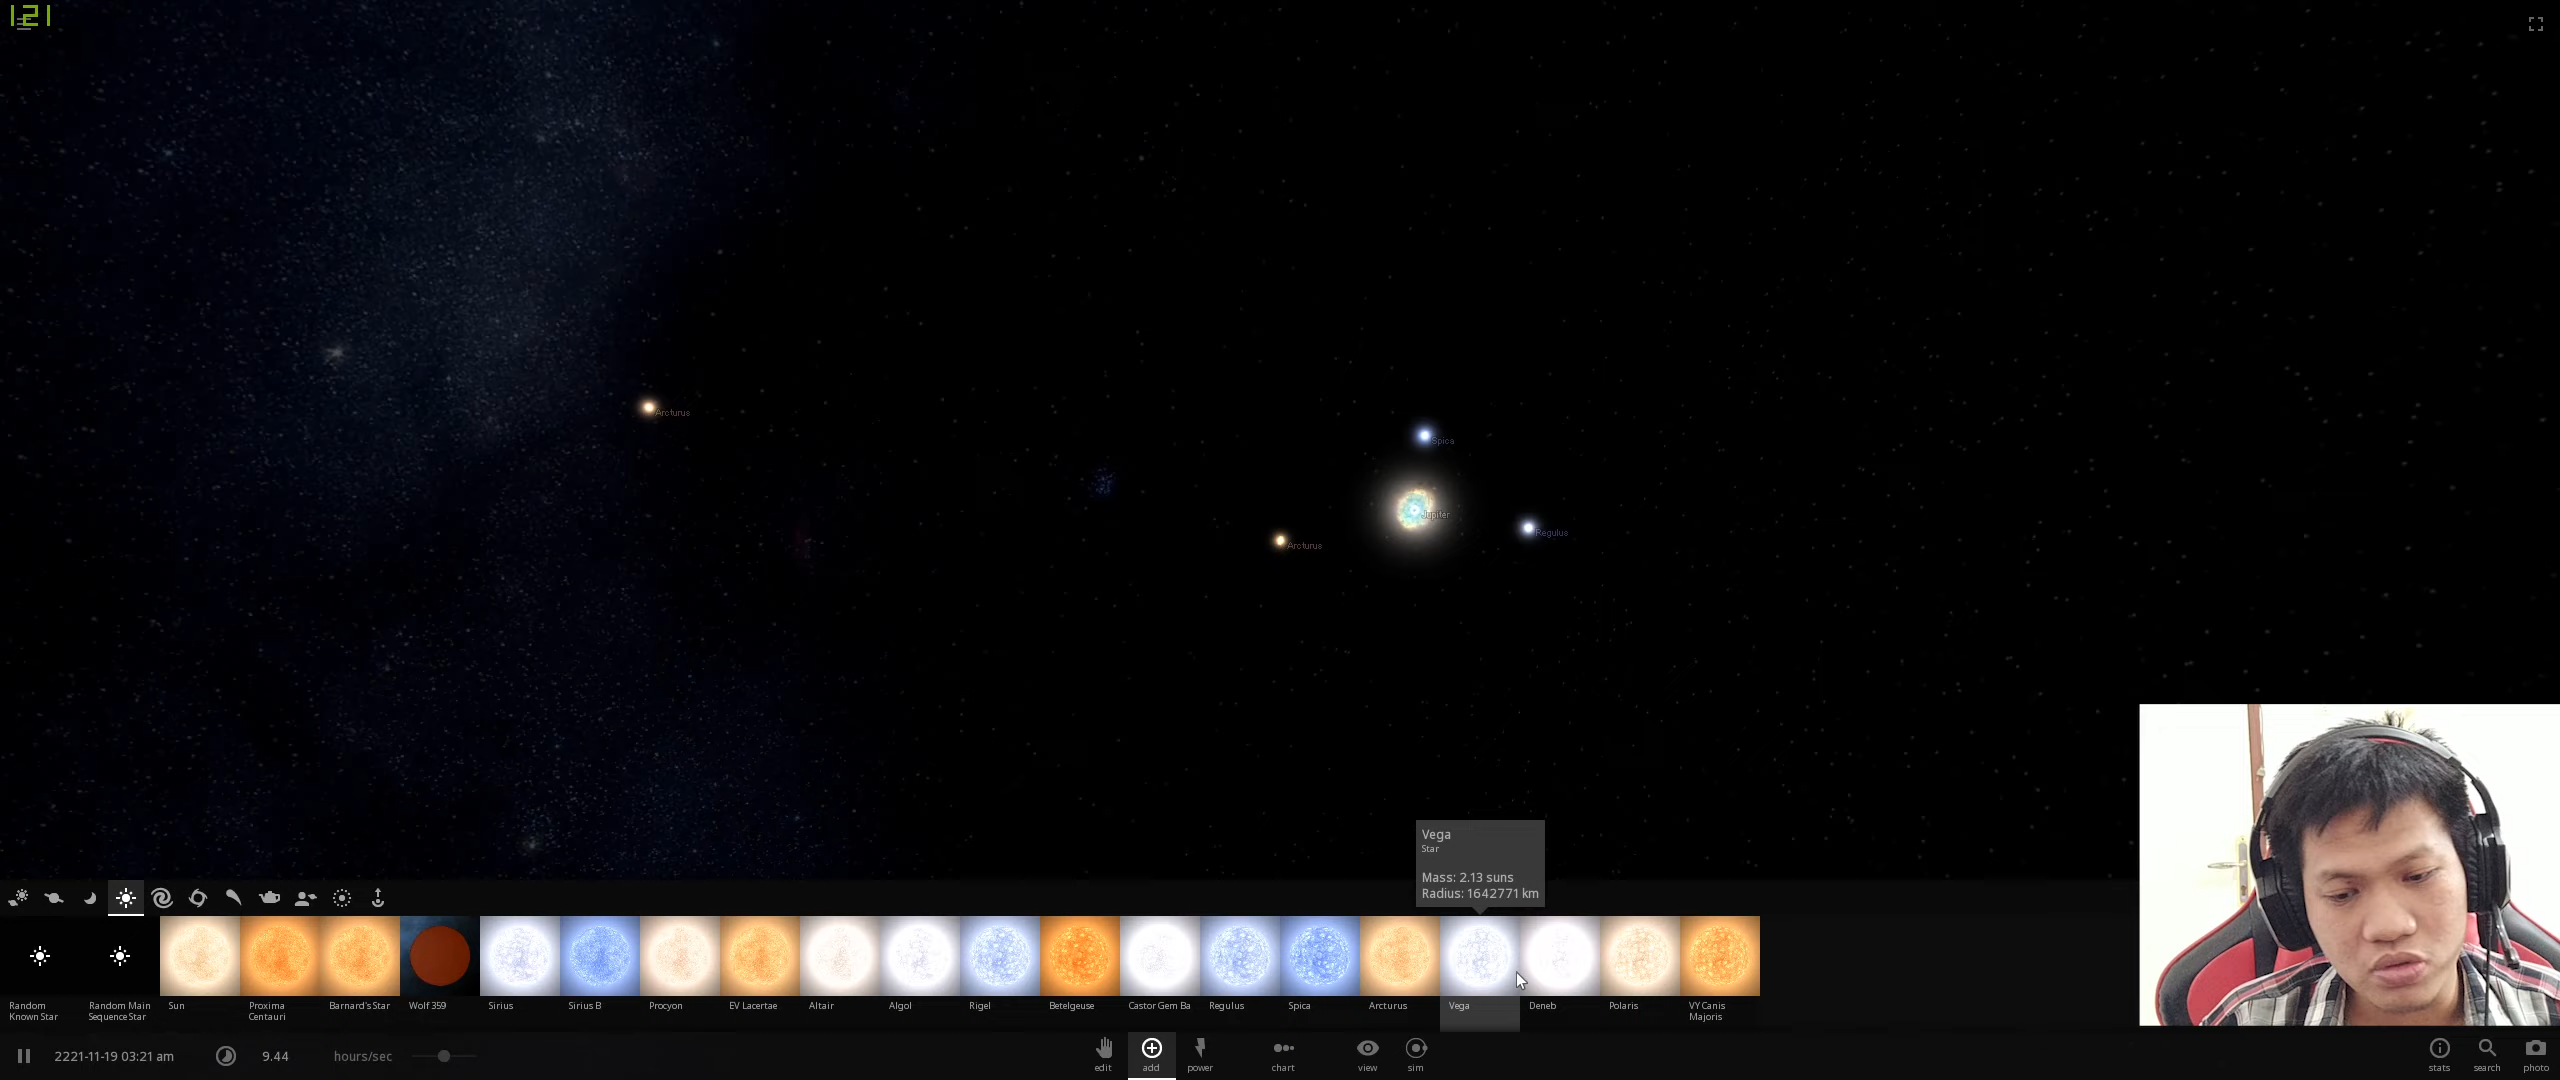 121
Arcturus
Spica
Jupiter
Regulus
Arcturus
Vega
Star
Mass: 2.13 suns
Radius: 1642771 km
Random Known Star
Random Main Sequence Star
Sun
Proxima Centauri
Barnard's Star
Wolf 359
Sirius
Sirius B
Procyon
EV Lacertae
Altair
Algol
Rigel
Betelgeuse
Castor Gem Ba
Regulus
Spica
Arcturus
Vega
Deneb
Polaris
VY Canis Majoris
2221-11-19 03:21 am
9.44
hours/sec
edit
add
power
chart
view
sim
stats
search
photo